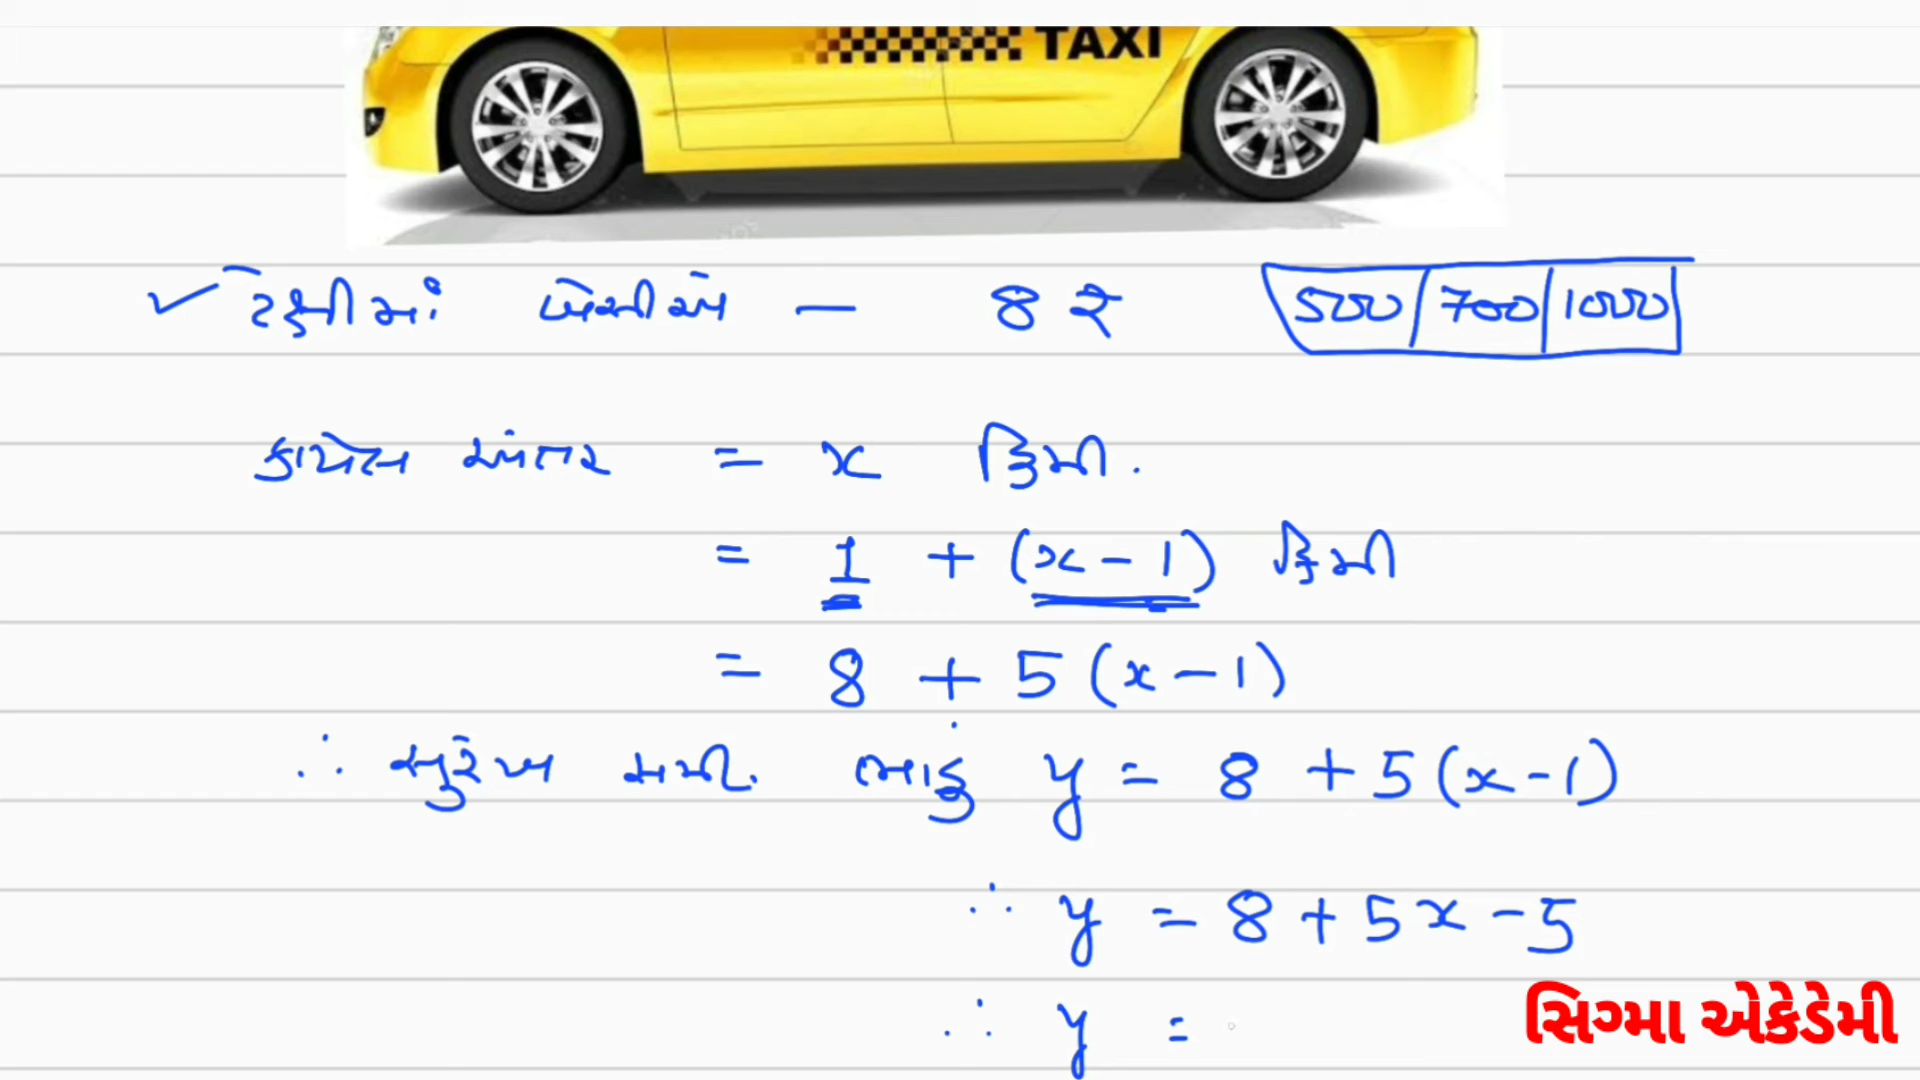 TAXI
✓ ટેક્ષીમાં બેસીએ — 8 ₹ 500 | 700 | 1000
કાપેલ અંતર = x કિમી.
= 1 + (x - 1) કિમી
= 8 + 5 (x - 1)
∴ સુરેખ સમી. ભાડું y = 8 + 5 (x - 1)
∴ y = 8 + 5x - 5
∴ y =
સિગ્મા એકેડેમી